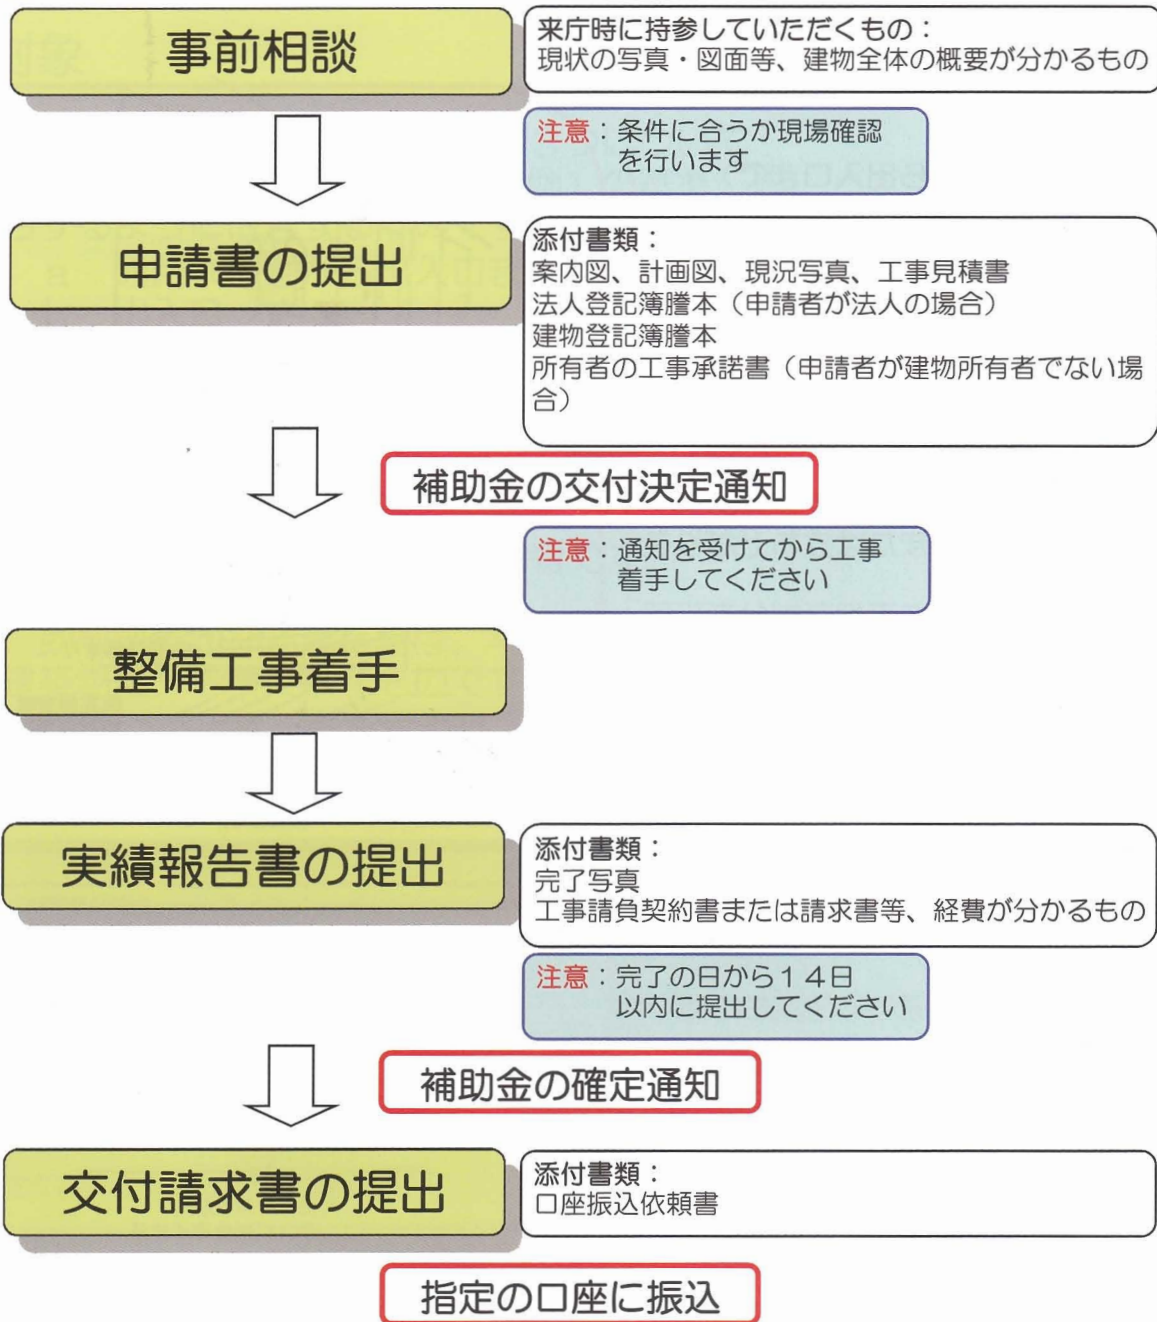 事前相談
来庁時に持参していただくもの：
現状の写真・図面等、建物全体の概要が分かるもの
注意：条件に合うか現場確認
を行います
申請書の提出
添付書類：
案内図、計画図、現況写真、工事見積書
法人登記簿謄本（申請者が法人の場合）
建物登記簿謄本
所有者の工事承諾書（申請者が建物所有者でない場
合）
補助金の交付決定通知
注意：通知を受けてから工事
着手してください
整備工事着手
実績報告書の提出
添付書類：
完了写真
工事請負契約書または請求書等、経費が分かるもの
注意：完了の日から１４日
以内に提出してください
補助金の確定通知
交付請求書の提出
添付書類：
口座振込依頼書
指定の口座に振込